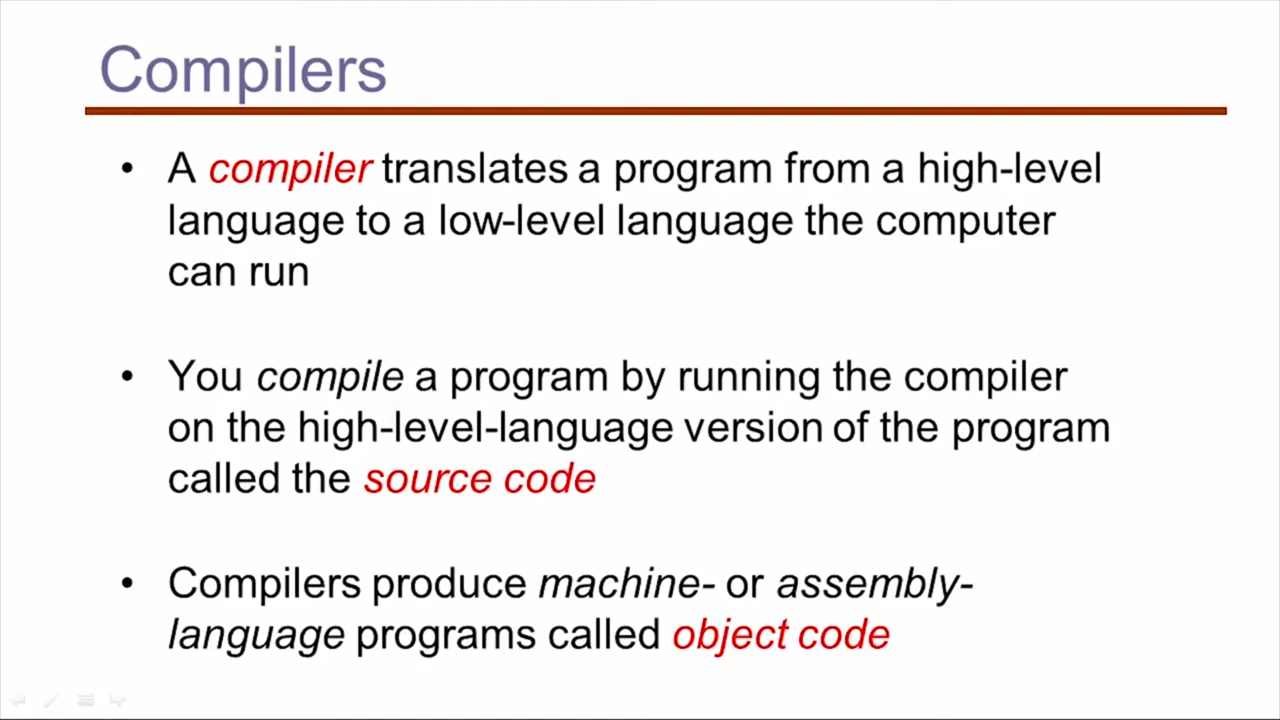 Compilers
• A compiler translates a program from a high-level
language to a low-level language the computer
can run
• You compile a program by running the compiler
on the high-level-language version of the program
called the source code
• Compilers produce machine- or assembly-
language programs called object code